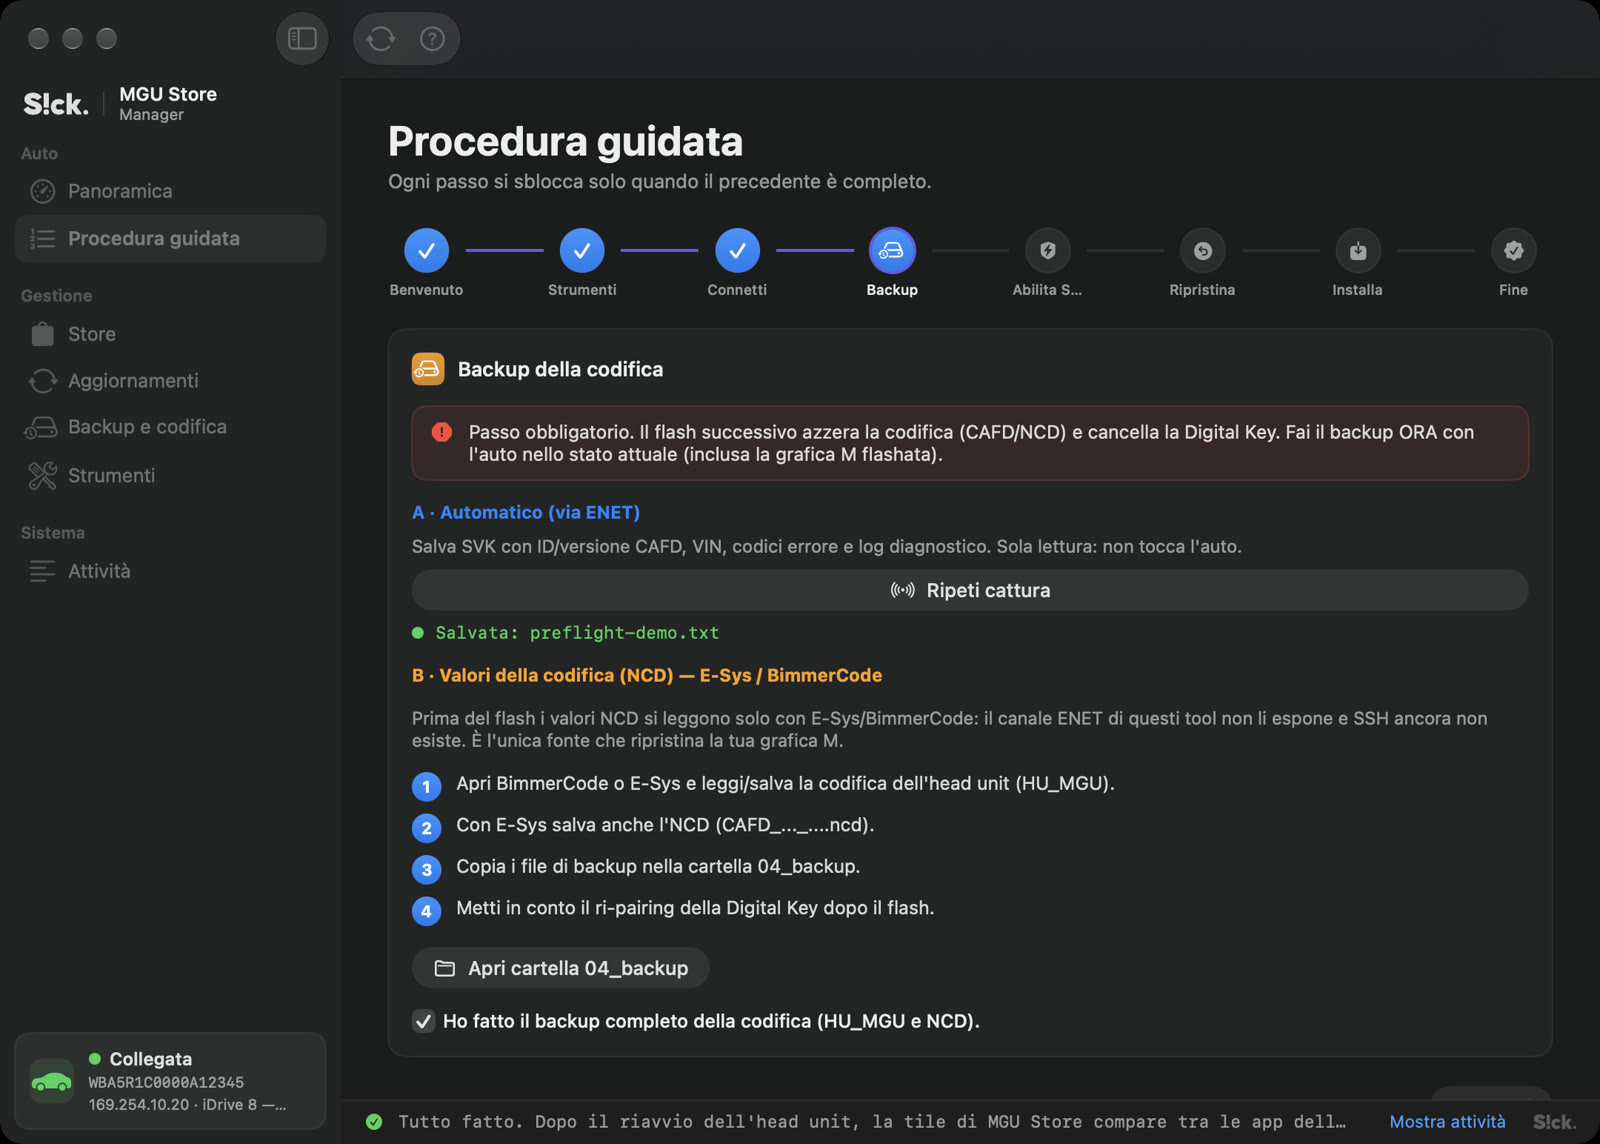 S!ck.
MGU Store
Manager
Auto
Panoramica
Procedura guidata
Gestione
Store
Aggiornamenti
Backup e codifica
Strumenti
Sistema
Attività
Collegata
WBA5R1C0000A12345
169.254.10.20 · iDrive 8 —...
Procedura guidata
Ogni passo si sblocca solo quando il precedente è completo.
Benvenuto
Strumenti
Connetti
Backup
Abilita S...
Ripristina
Installa
Fine
Backup della codifica
Passo obbligatorio. Il flash successivo azzera la codifica (CAFD/NCD) e cancella la Digital Key. Fai il backup ORA con
l'auto nello stato attuale (inclusa la grafica M flashata).
A · Automatico (via ENET)
Salva SVK con ID/versione CAFD, VIN, codici errore e log diagnostico. Sola lettura: non tocca l'auto.
Ripeti cattura
Salvata: preflight-demo.txt
B · Valori della codifica (NCD) — E-Sys / BimmerCode
Prima del flash i valori NCD si leggono solo con E-Sys/BimmerCode: il canale ENET di questi tool non li espone e SSH ancora non
esiste. È l'unica fonte che ripristina la tua grafica M.
1 Apri BimmerCode o E-Sys e leggi/salva la codifica dell'head unit (HU_MGU).
2 Con E-Sys salva anche l'NCD (CAFD_..._....ncd).
3 Copia i file di backup nella cartella 04_backup.
4 Metti in conto il ri-pairing della Digital Key dopo il flash.
Apri cartella 04_backup
Ho fatto il backup completo della codifica (HU_MGU e NCD).
Tutto fatto. Dopo il riavvio dell'head unit, la tile di MGU Store compare tra le app dell…
Mostra attività
S!ck.